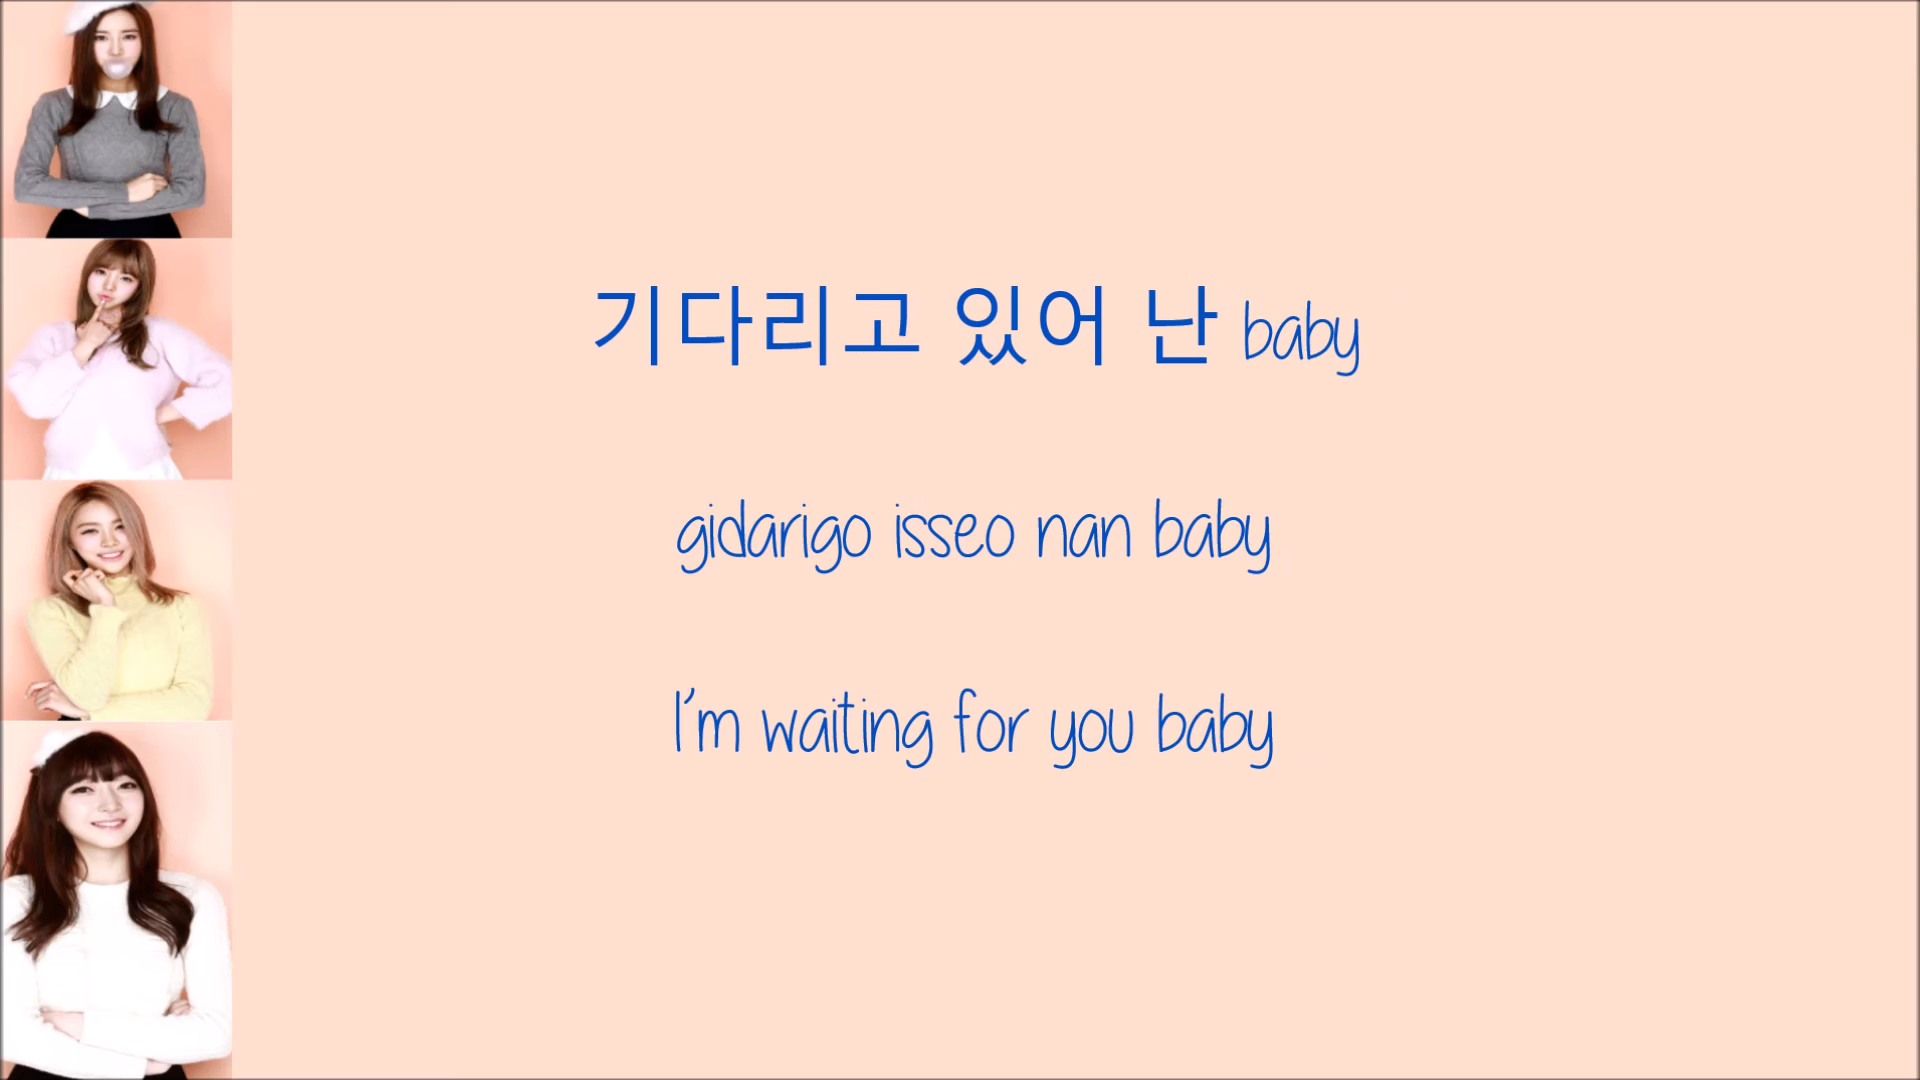 기다리고 있어 난 baby
gidarigo isseo nan baby
I'm waiting for you baby